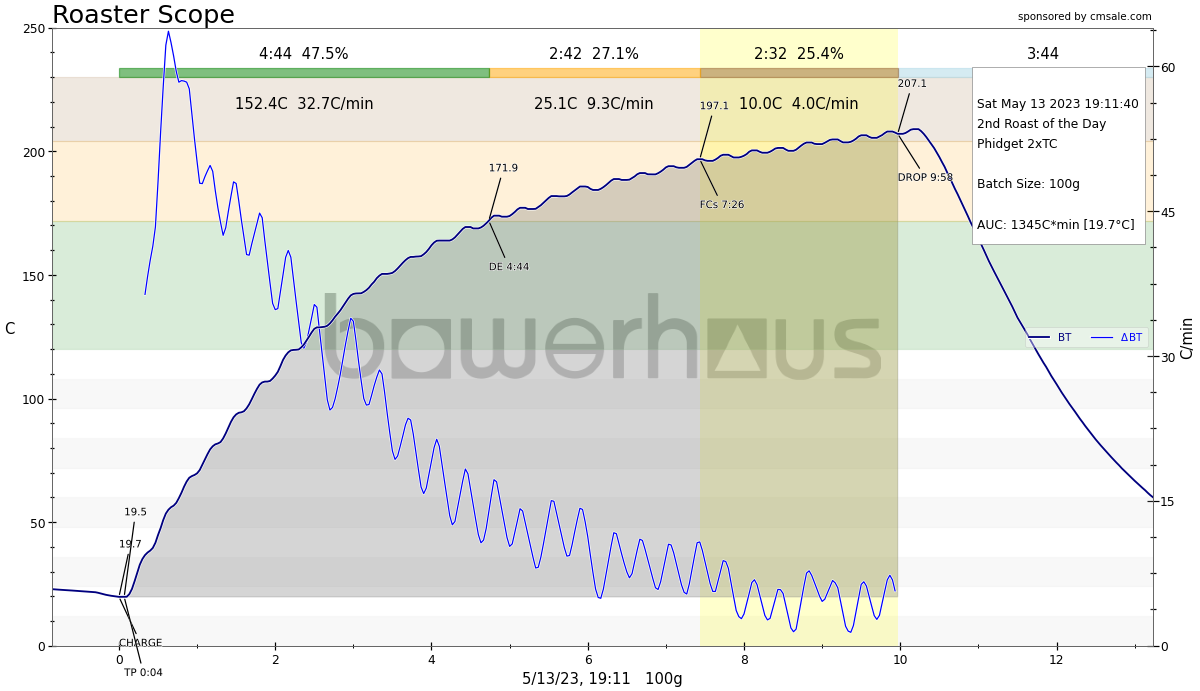 Roaster Scope
sponsored by cmsale.com
250
200
150
100
50
0
C
4:44 47.5%
2:42 27.1%
2:32 25.4%
3:44
152.4C 32.7C/min
25.1C 9.3C/min
10.0C 4.0C/min
60
45
30
15
0
C/min
207.1
197.1
171.9
DROP 9:58
FCs 7:26
DE 4:44
19.5
19.7
CHARGE
TP 0:04
Sat May 13 2023 19:11:40
2nd Roast of the Day
Phidget 2xTC
Batch Size: 100g
AUC: 1345C*min [19.7°C]
bawerhaus
BT
ΔBT
0
2
4
6
8
10
12
5/13/23, 19:11 100g